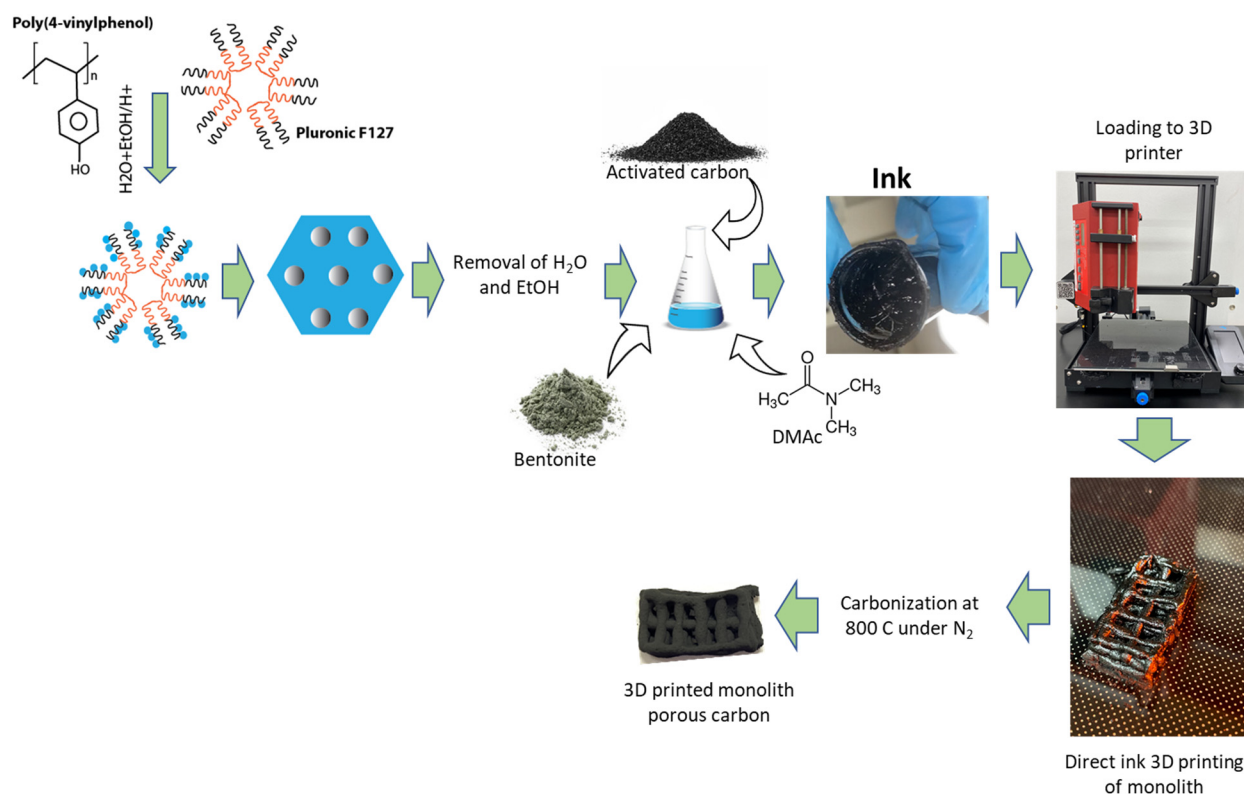 Poly(4-vinylphenol)
n
HO
H2O+EtOH/H+
Pluronic F127
Removal of H₂O
and EtOH
Activated carbon
Bentonite
O
H₃C
N
CH₃
CH₃
DMAc
Ink
Loading to 3D
printer
Direct ink 3D printing
of monolith
Carbonization at
800 C under N₂
3D printed monolith
porous carbon